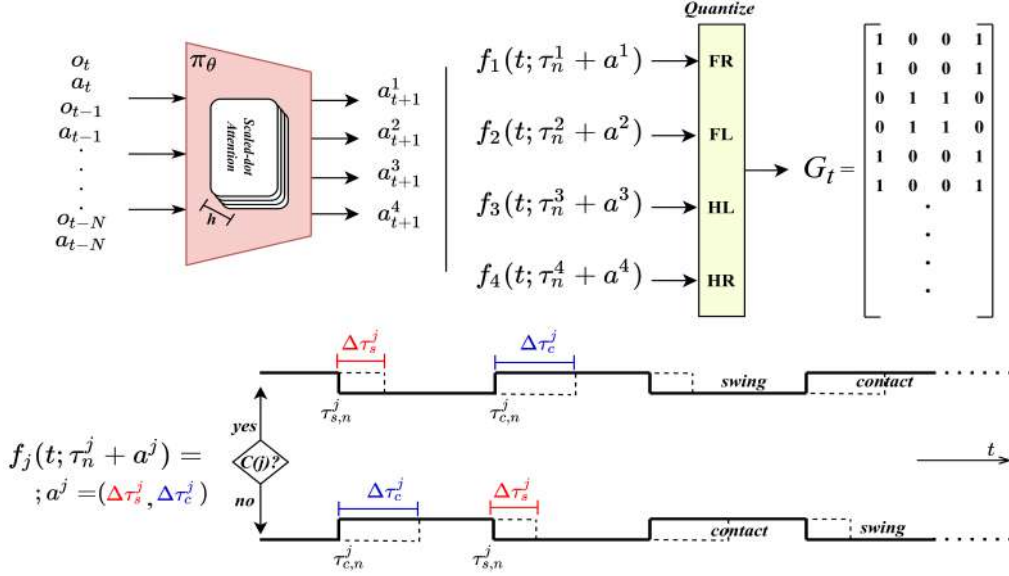 Quantize
o_t
a_t
o_{t-1}
a_{t-1}
.
.
.
.
o_{t-N}
a_{t-N}
π_θ
Scaled-dot
Attention
h
a^1_{t+1}
a^2_{t+1}
a^3_{t+1}
a^4_{t+1}
f_1(t; τ^1_n + a^1)
f_2(t; τ^2_n + a^2)
f_3(t; τ^3_n + a^3)
f_4(t; τ^4_n + a^4)
FR
FL
HL
HR
G_t =
1 0 0 1
1 0 0 1
0 1 1 0
0 1 1 0
1 0 0 1
1 0 0 1
.
.
.
.
Δτ^j_s
Δτ^j_c
swing
contact
τ^j_{s,n}
τ^j_{c,n}
yes
f_j(t; τ^j_n + a^j) =
C(j)?
t
; a^j =(Δτ^j_s, Δτ^j_c)
no
Δτ^j_c
Δτ^j_s
contact
swing
τ^j_{c,n}
τ^j_{s,n}